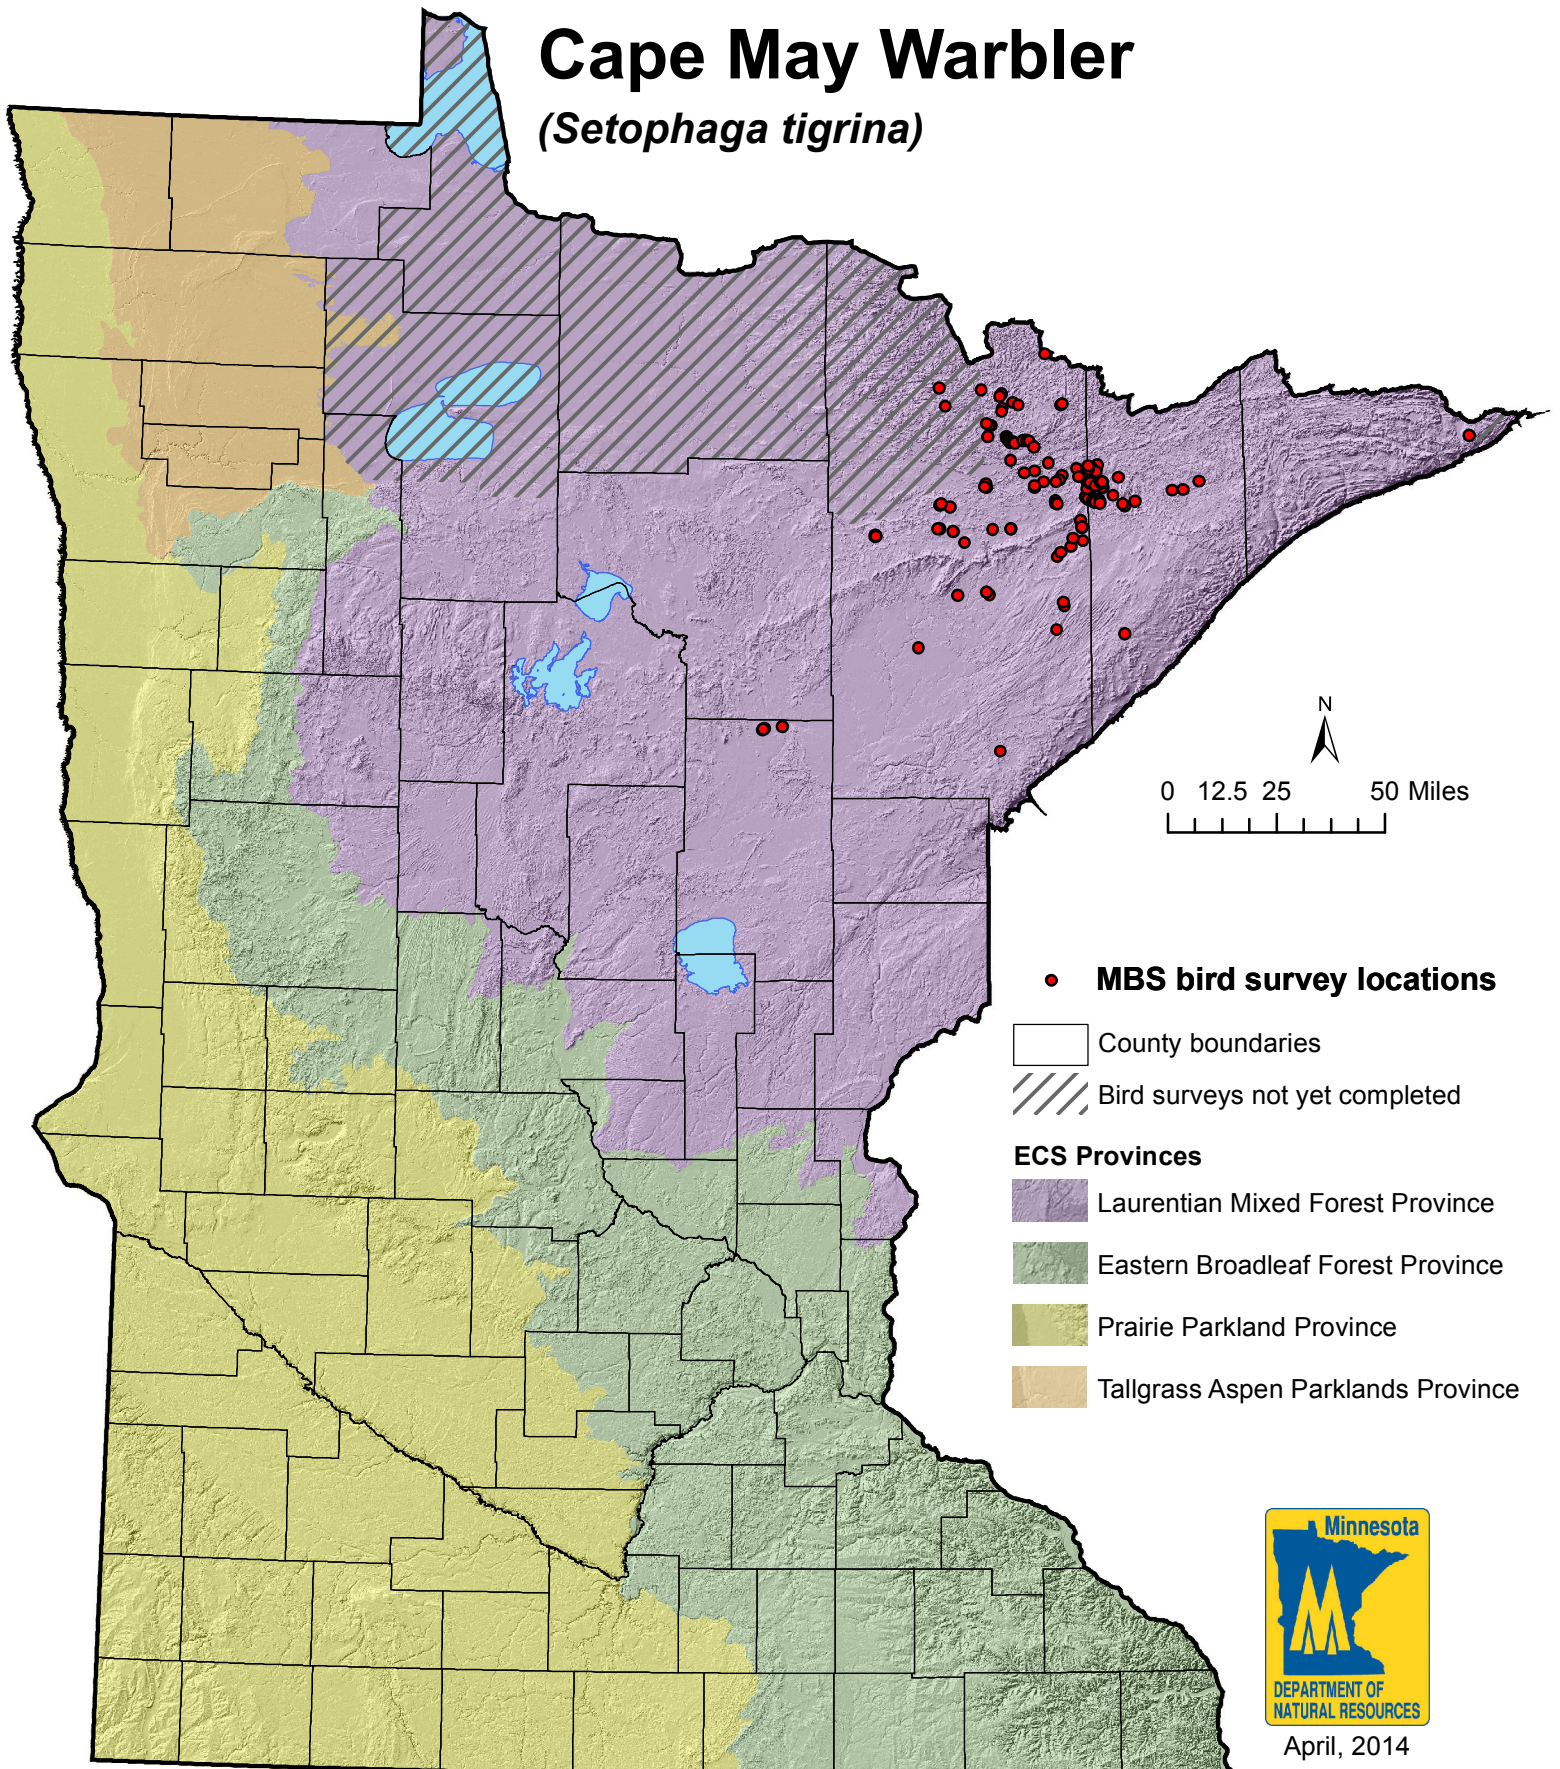 Cape May Warbler
(Setophaga tigrina)
N
0 12.5 25 50 Miles
MBS bird survey locations
County boundaries
Bird surveys not yet completed
ECS Provinces
Laurentian Mixed Forest Province
Eastern Broadleaf Forest Province
Prairie Parkland Province
Tallgrass Aspen Parklands Province
Minnesota
DEPARTMENT OF
NATURAL RESOURCES
April, 2014